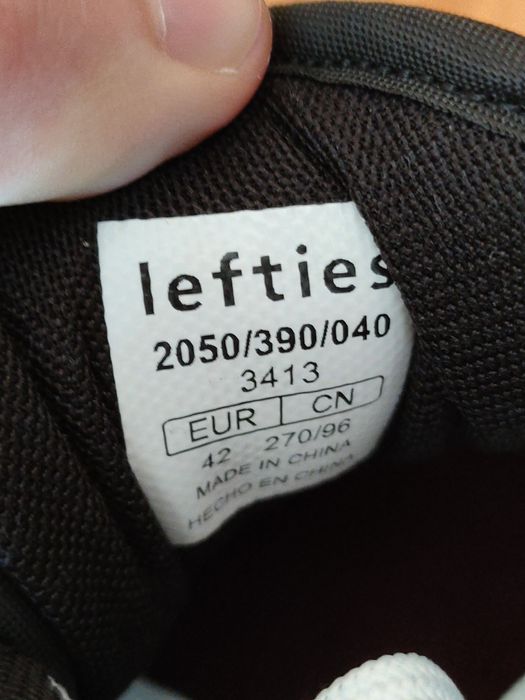 lefties
2050/390/040
3413
EUR CN
42 270/96
MADE IN CHINA
HECHO EN CHINA